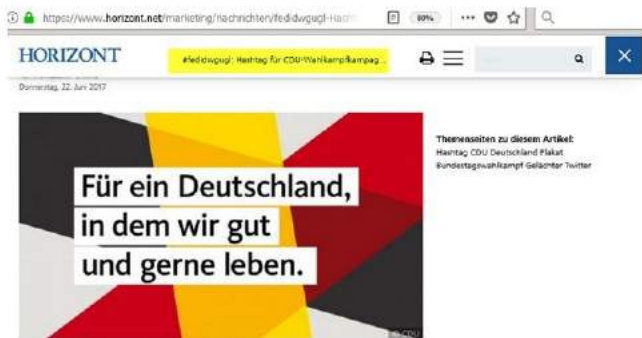 https://www.horizont.net/marketing/nachrichten/fedidwgugl-Hasht
80%
HORIZONT
#fedidwgugl: Hashtag für CDU-Wahlkampfkampag...
Donnerstag, 22. Juni 2017
Für ein Deutschland,
in dem wir gut
und gerne leben.
© CDU
Themenseiten zu diesem Artikel:
Hashtag CDU Deutschland Plakat
Bundestagswahlkampf Gelächter Twitter